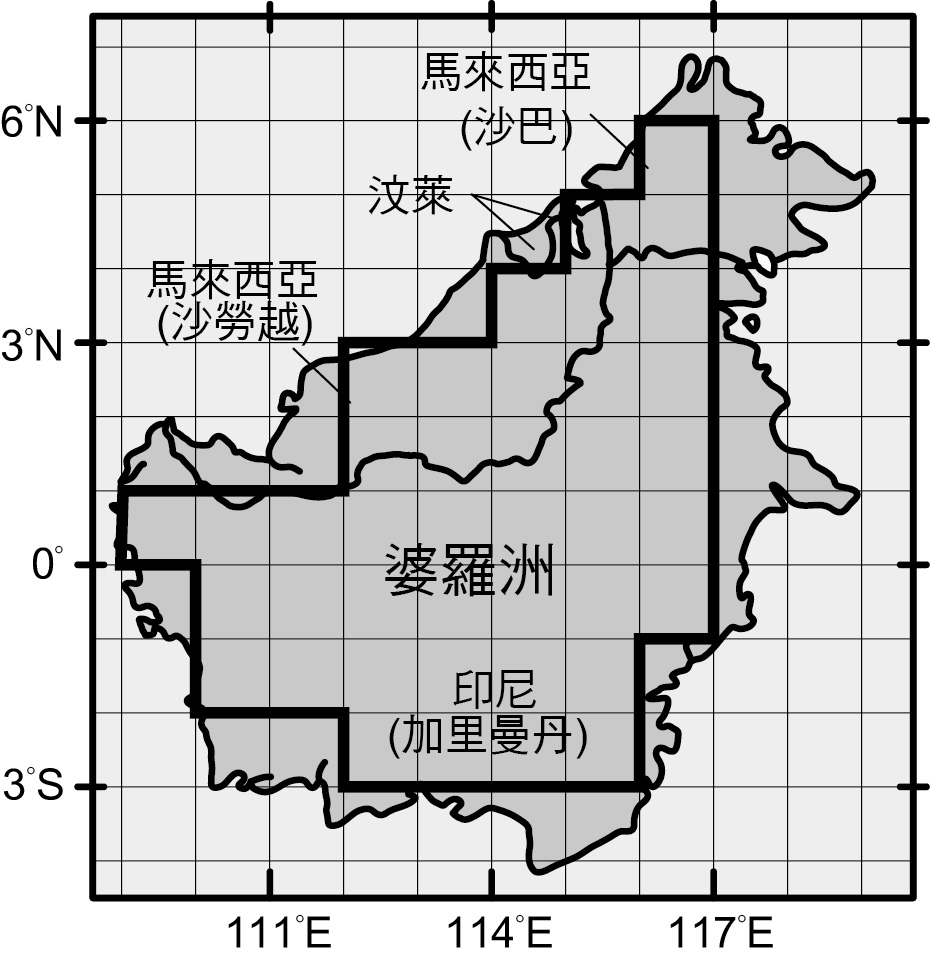 馬來西亞
(沙巴)
6°N
汶萊
馬來西亞
(沙勞越)
3°N
婆羅洲
0°
印尼
(加里曼丹)
3°S
111°E
114°E
117°E